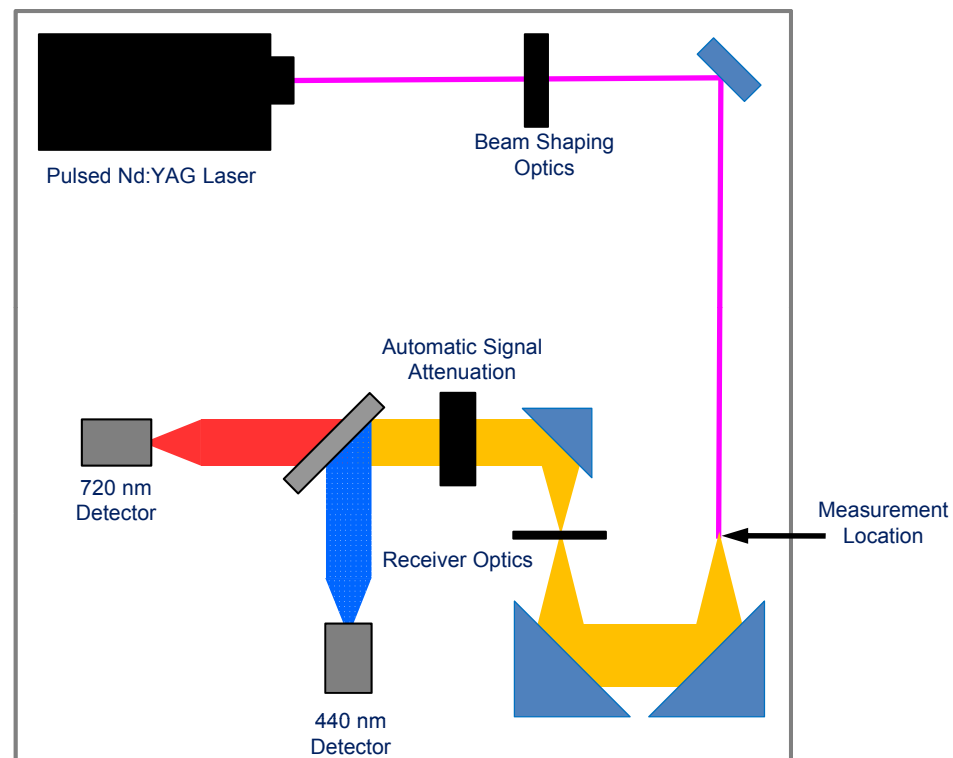 Beam Shaping
Optics
Pulsed Nd:YAG Laser
Automatic Signal
Attenuation
720 nm
Detector
Measurement
Location
Receiver Optics
440 nm
Detector